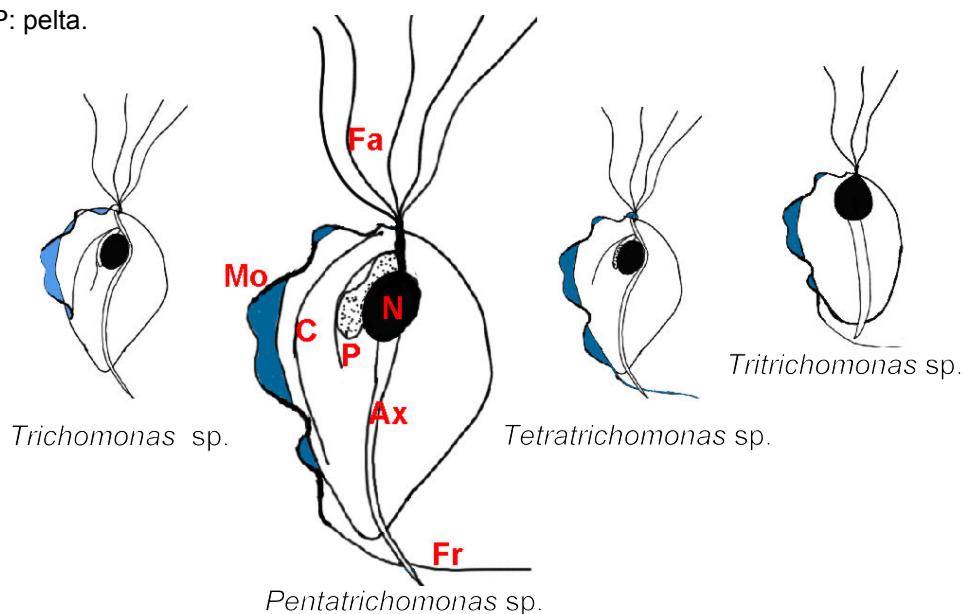 P: pelta.
Fa
Mo
N
C
P
Ax
Tritrichomonas sp.
Trichomonas sp.
Tetratrichomonas sp.
Fr
Pentatrichomonas sp.